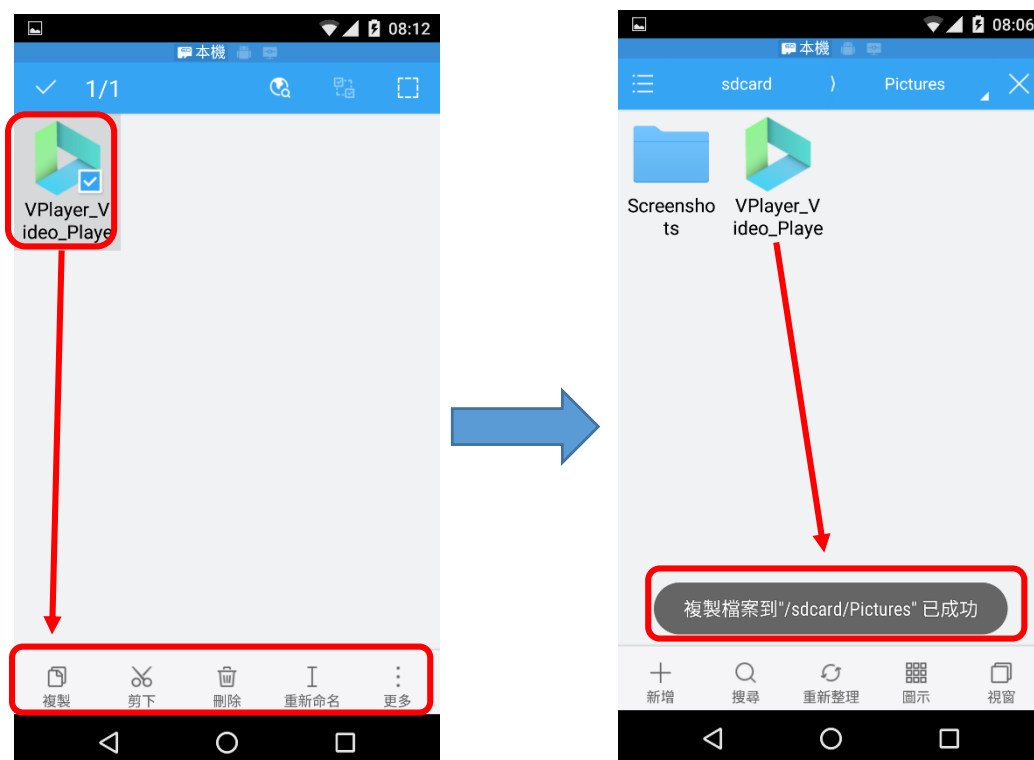 08:12
本機
1/1
VPlayer_V
ideo_Playe
複製
剪下
刪除
重新命名
更多
08:06
本機
sdcard
Pictures
Screensho
ts
VPlayer_V
ideo_Playe
複製檔案到"/sdcard/Pictures" 已成功
新增
搜尋
重新整理
圖示
視窗